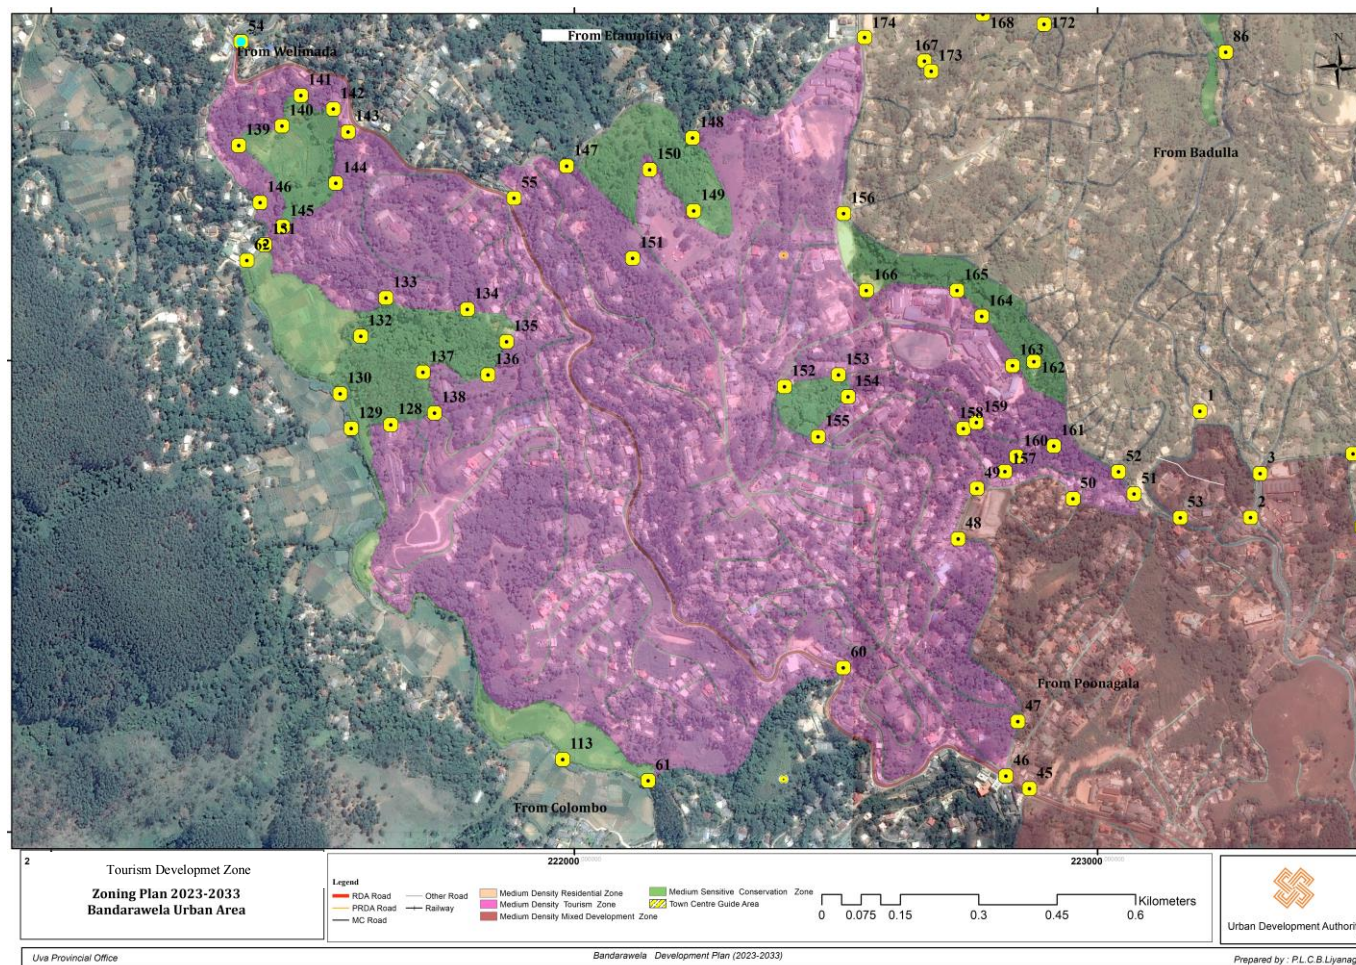 54
From Welimada
From Etampitiya
174
168
172
167
173
86
N
141
142
140
143
139
148
From Badulla
144
147
150
55
146
149
156
145
131
151
62
133
134
166
165
164
132
135
163
162
137
136
153
152
154
130
1
138
129
128
159
158
155
160
161
157
52
3
49
51
50
53
2
48
60
From Poonagala
47
113
46
61
45
From Colombo
2
222000
223000
Tourism Developmet Zone
Zoning Plan 2023-2033
Bandarawela Urban Area
Legend
RDA Road
PRDA Road
MC Road
Other Road
Railway
Medium Density Residential Zone
Medium Density Tourism Zone
Medium Density Mixed Development Zone
Medium Sensitive Conservation Zone
Town Centre Guide Area
0 0.075 0.15 0.3 0.45 0.6
Kilometers
Urban Development Authorit
Uva Provincial Office
Bandarawela Development Plan (2023-2033)
Prepared by : P.L.C.B.Liyanag